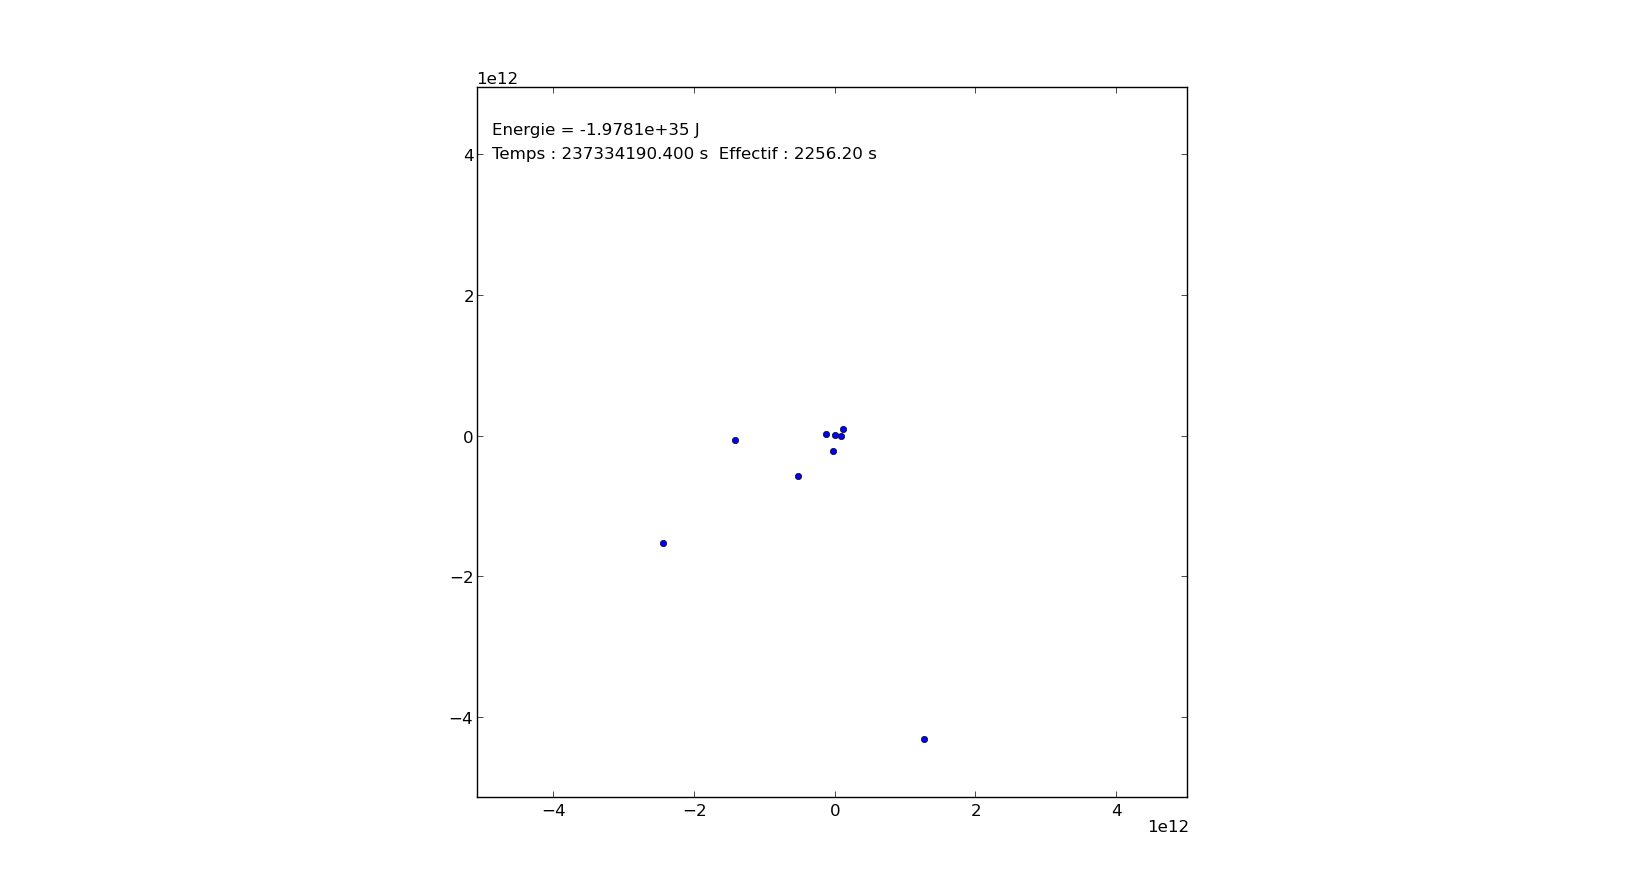 1e12
Energie = -1.9781e+35 J
Temps : 237334190.400 s  Effectif : 2256.20 s
4
2
0
−2
−4
−4 −2 0 2 4
1e12